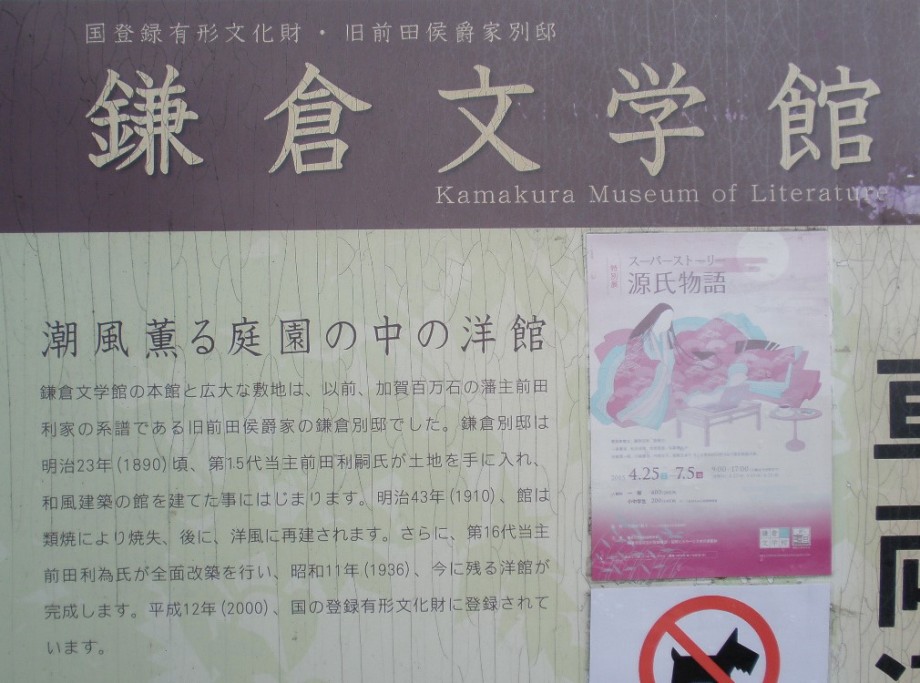 国登録有形文化財・旧前田侯爵家別邸
鎌倉文学館
Kamakura Museum of Literature
潮風薫る庭園の中の洋館
鎌倉文学館の本館と広大な敷地は、以前、加賀百万石の藩主前田
利家の系譜である旧前田侯爵家の鎌倉別邸でした。鎌倉別邸は
明治23年(1890)頃、第15代当主前田利嗣氏が土地を手に入れ、
和風建築の館を建てた事にはじまります。明治43年(1910)、館は
類焼により焼失、後に、洋風に再建されます。さらに、第16代当主
前田利為氏が全面改築を行い、昭和11年(1936)、今に残る洋館が
完成します。平成12年(2000)、国の登録有形文化財に登録されて
います。
特別展
スーパーストーリー
源氏物語
4.25 7.5
9:00-17:00
車両